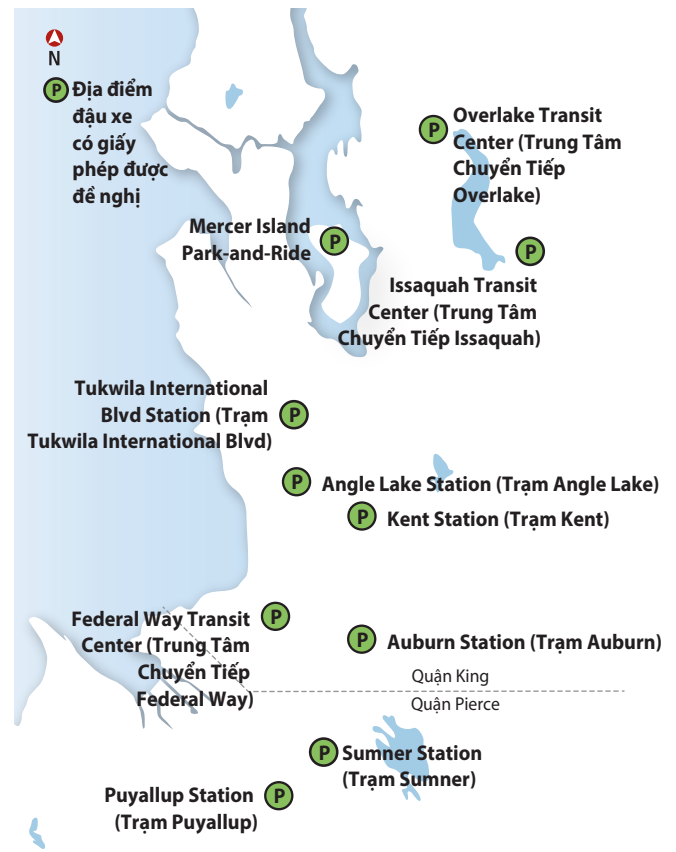 N
P Địa điểm
đậu xe
có giấy
phép được
đề nghị
P Overlake Transit
Center (Trung Tâm
Chuyển Tiếp
Overlake)
Mercer Island P
Park-and-Ride
P
Issaquah Transit
Center (Trung Tâm
Chuyển Tiếp Issaquah)
Tukwila International
Blvd Station (Trạm P
Tukwila International Blvd)
P Angle Lake Station (Trạm Angle Lake)
P Kent Station (Trạm Kent)
Federal Way Transit P
Center (Trung Tâm
Chuyển Tiếp
Federal Way)
P Auburn Station (Trạm Auburn)
Quận King
Quận Pierce
P Sumner Station
(Trạm Sumner)
Puyallup Station P
(Trạm Puyallup)